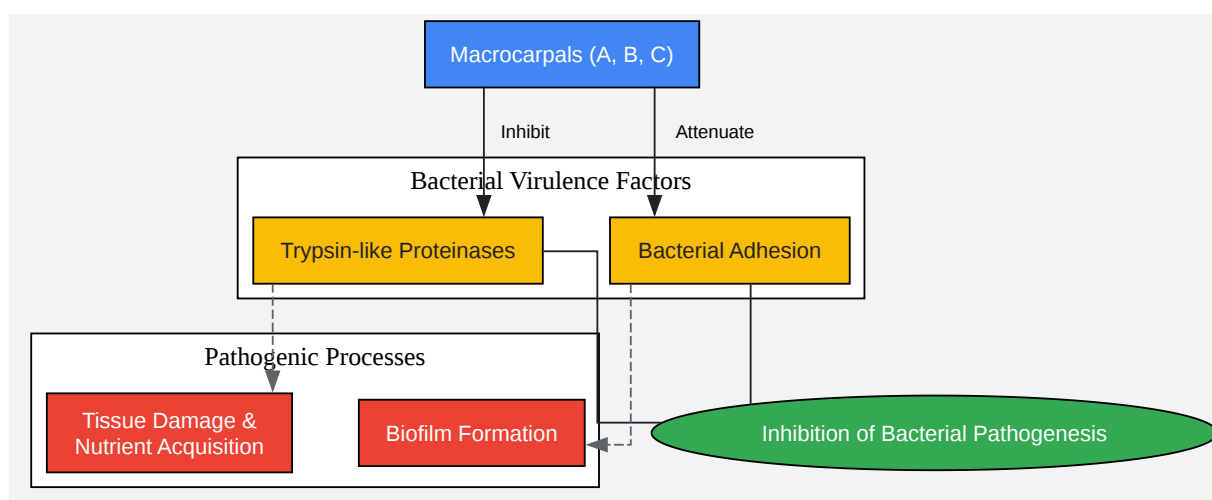 Macrocarpals (A, B, C)
Inhibit
Attenuate
Bacterial Virulence Factors
Trypsin-like Proteinases
Bacterial Adhesion
Pathogenic Processes
Tissue Damage &
Nutrient Acquisition
Biofilm Formation
Inhibition of Bacterial Pathogenesis